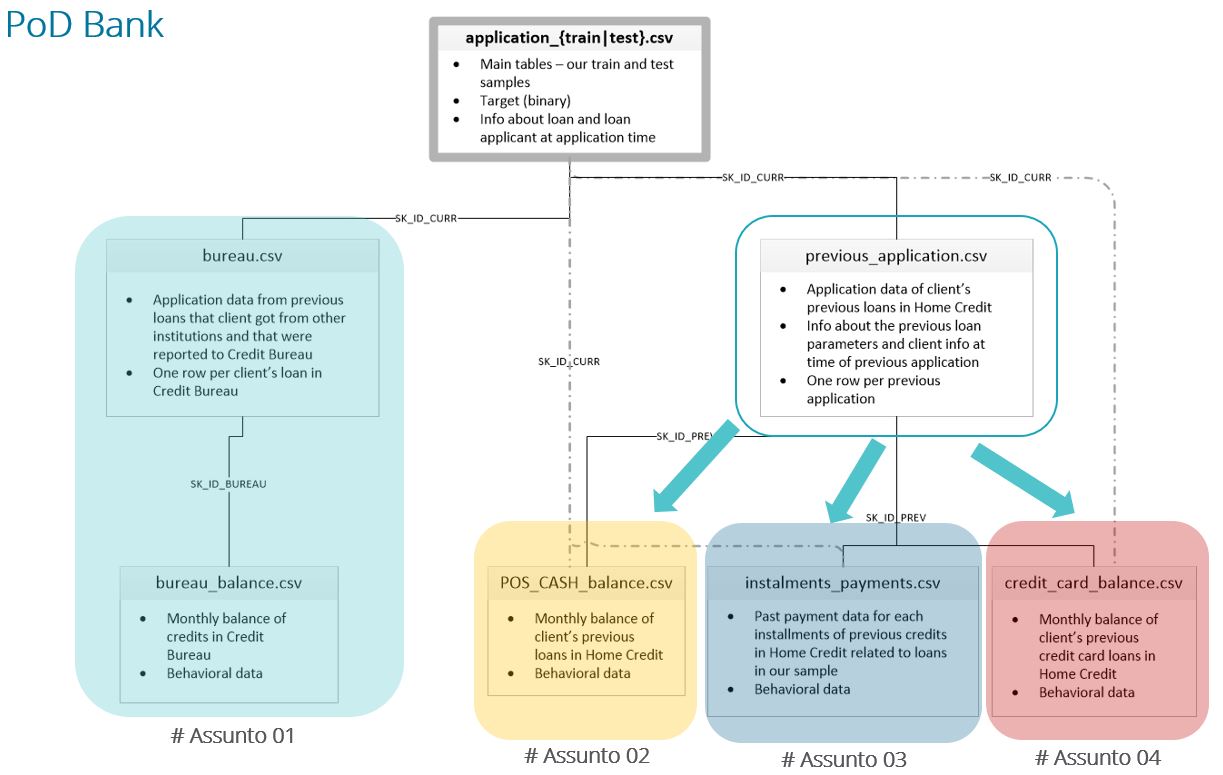 PoD Bank
application_{train|test}.csv
Main tables – our train and test
samples
Target (binary)
Info about loan and loan
applicant at application time
SK_ID_CURR
SK_ID_CURR
SK_ID_CURR
bureau.csv
Application data from previous
loans that client got from other
institutions and that were
reported to Credit Bureau
One row per client's loan in
Credit Bureau
previous_application.csv
Application data of client's
previous loans in Home Credit
Info about the previous loan
parameters and client info at
time of previous application
One row per previous
application
SK_ID_CURR
SK_ID_PREV
SK_ID_BUREAU
SK_ID_PREV
bureau_balance.csv
Monthly balance of
credits in Credit
Bureau
Behavioral data
POS_CASH_balance.csv
Monthly balance of
client's previous
loans in Home Credit
Behavioral data
instalments_payments.csv
Past payment data for each
installments of previous credits
in Home Credit related to loans
in our sample
Behavioral data
credit_card_balance.csv
Monthly balance of
client's previous
credit card loans in
Home Credit
Behavioral data
# Assunto 01
# Assunto 02
# Assunto 03
# Assunto 04